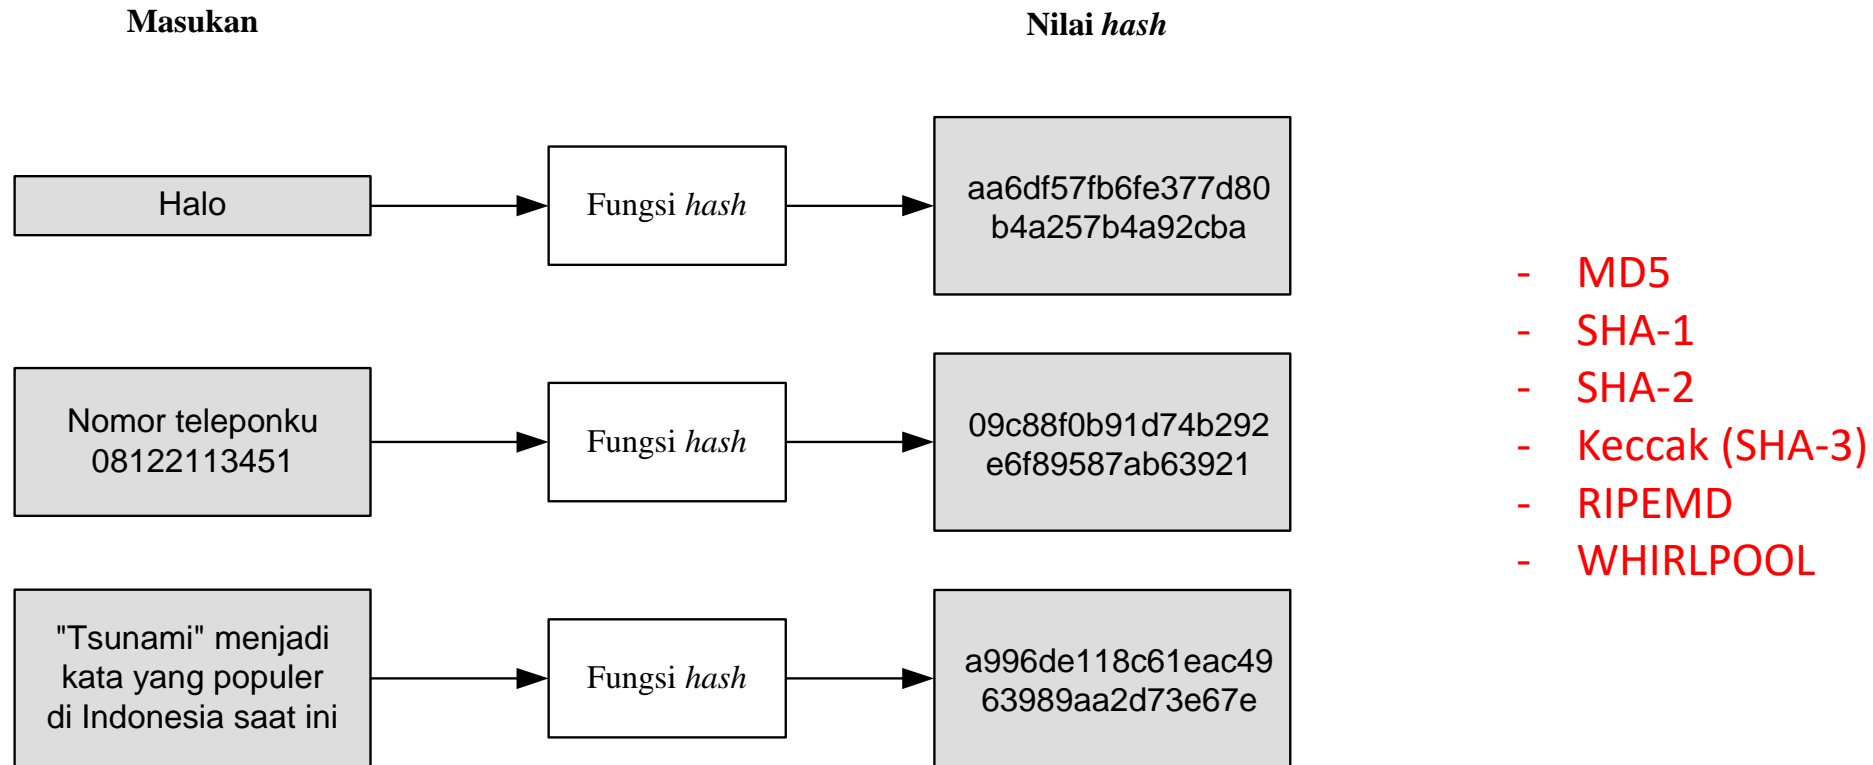 Masukan
Nilai hash
Halo
Fungsi hash
aa6df57fb6fe377d80
b4a257b4a92cba
Nomor teleponku
08122113451
Fungsi hash
09c88f0b91d74b292
e6f89587ab63921
"Tsunami" menjadi
kata yang populer
di Indonesia saat ini
Fungsi hash
a996de118c61eac49
63989aa2d73e67e
- MD5
- SHA-1
- SHA-2
- Keccak (SHA-3)
- RIPEMD
- WHIRLPOOL